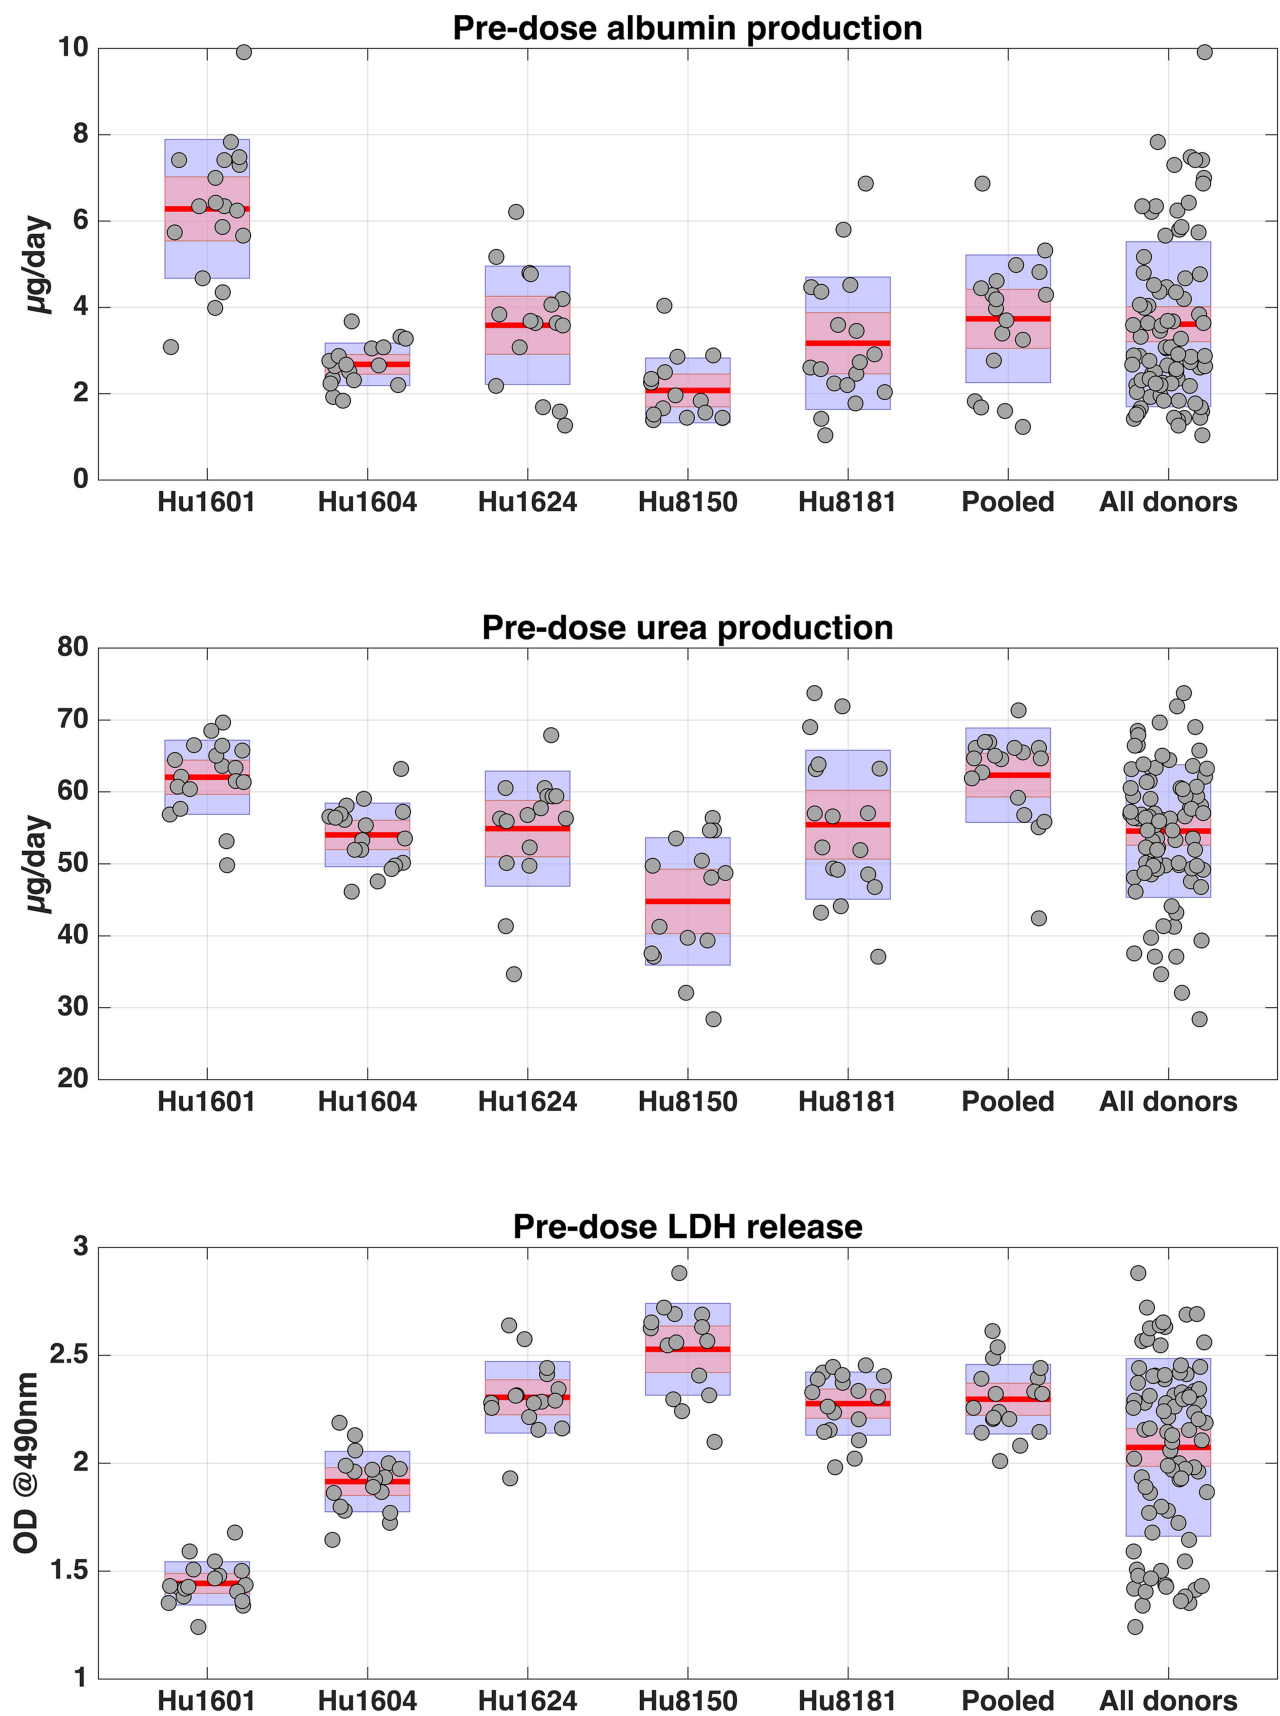 Pre-dose albumin production
10
8
6
4
2
0
µg/day
Hu1601 Hu1604 Hu1624 Hu8150 Hu8181 Pooled All donors
Pre-dose urea production
80
70
60
50
40
30
20
µg/day
Hu1601 Hu1604 Hu1624 Hu8150 Hu8181 Pooled All donors
Pre-dose LDH release
3
2.5
2
1.5
1
OD @490nm
Hu1601 Hu1604 Hu1624 Hu8150 Hu8181 Pooled All donors